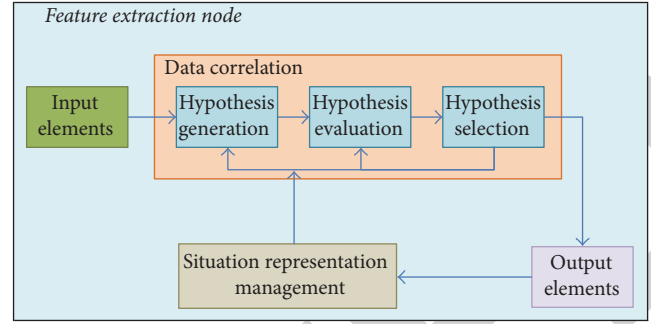 Feature extraction node
Data correlation
Input
elements
Hypothesis
generation
Hypothesis
evaluation
Hypothesis
selection
Situation representation
management
Output
elements